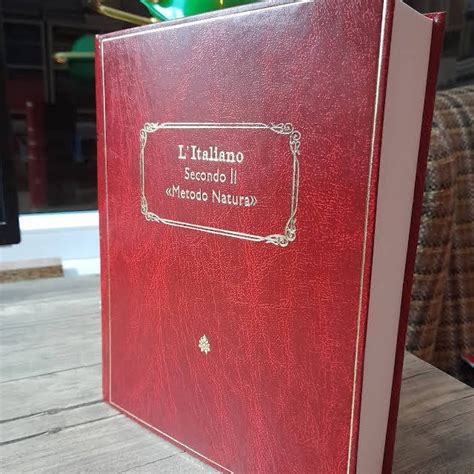 L'Italiano
Secondo Il
«Metodo Natura»